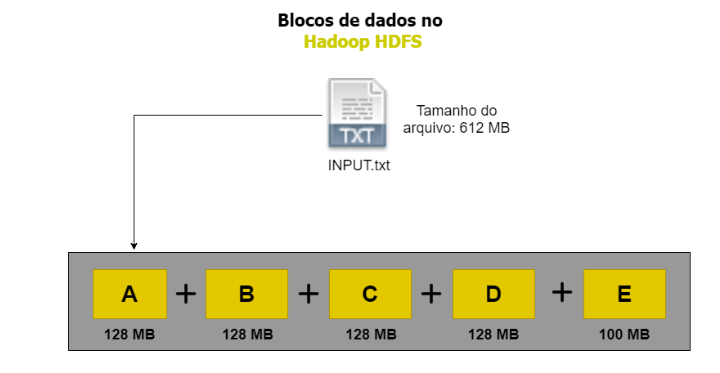 Blocos de dados no
Hadoop HDFS
TXT
Tamanho do
arquivo: 612 MB
INPUT.txt
A + B + C + D + E
128 MB 128 MB 128 MB 128 MB 100 MB